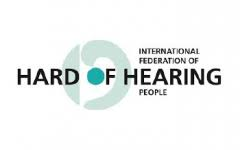 INTERNATIONAL
FEDERATION OF
HARD OF HEARING
PEOPLE